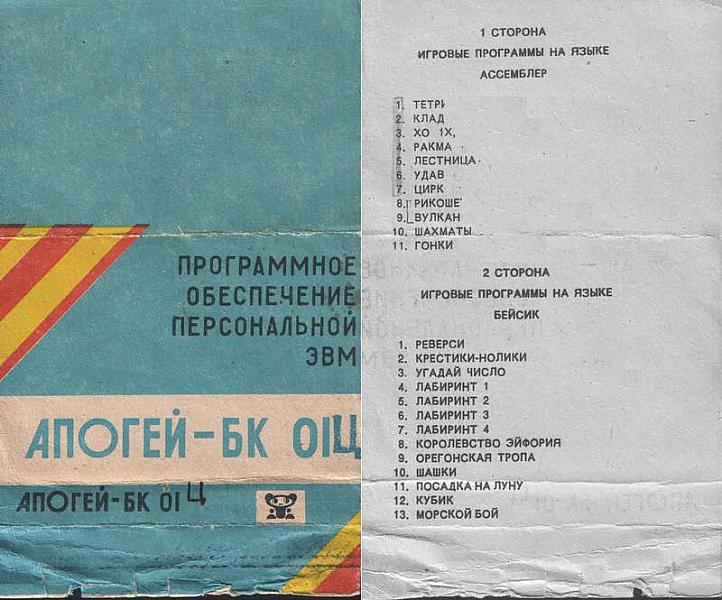 ПРОГРАММНОЕ
ОБЕСПЕЧЕНИЕ
ПЕРСОНАЛЬНОЙ
ЭВМ
АПОГЕЙ-БК 01Ц
АПОГЕЙ-БК 01Ц
1 СТОРОНА
ИГРОВЫЕ ПРОГРАММЫ НА ЯЗЫКЕ
АССЕМБЛЕР
1. ТЕТРИ
2. КЛАД
3. ХО 1Х,
4. РАКМА
5. ЛЕСТНИЦА
6. УДАВ
7. ЦИРК
8. РИКОШЕ
9. ВУЛКАН
10. ШАХМАТЫ
11. ГОНКИ
2 СТОРОНА
ИГРОВЫЕ ПРОГРАММЫ НА ЯЗЫКЕ
БЕЙСИК
1. РЕВЕРСИ
2. КРЕСТИКИ-НОЛИКИ
3. УГАДАЙ ЧИСЛО
4. ЛАБИРИНТ 1
5. ЛАБИРИНТ 2
6. ЛАБИРИНТ 3
7. ЛАБИРИНТ 4
8. КОРОЛЕВСТВО ЭЙФОРИЯ
9. ОРЕГОНСКАЯ ТРОПА
10. ШАШКИ
11. ПОСАДКА НА ЛУНУ
12. КУБИК
13. МОРСКОЙ БОЙ